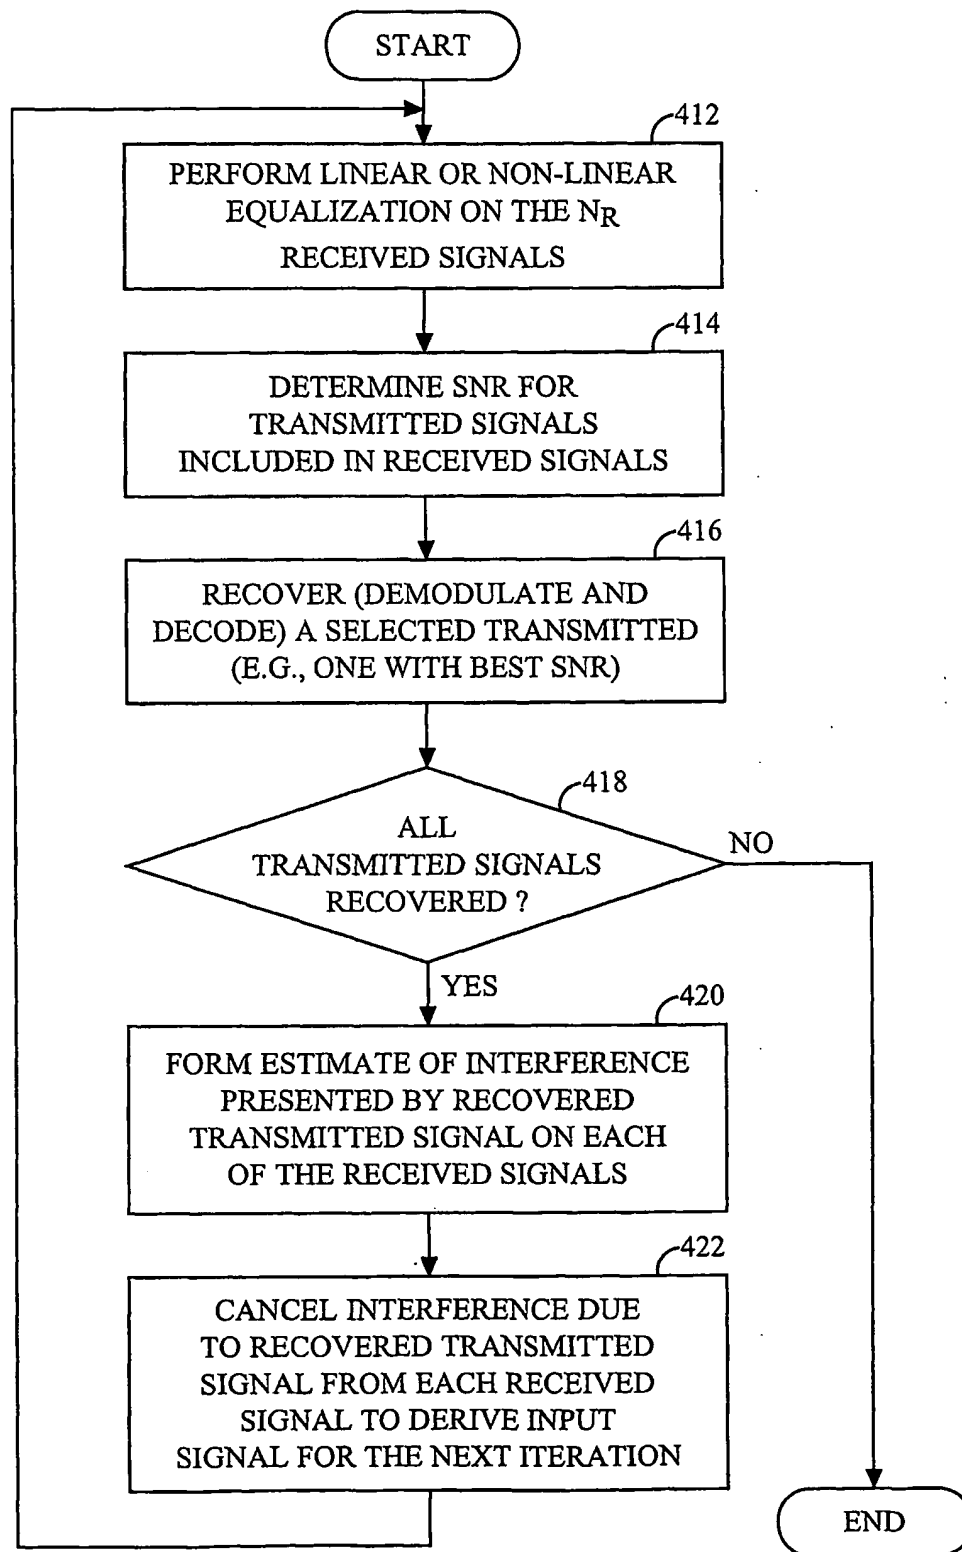 START
412
PERFORM LINEAR OR NON-LINEAR
EQUALIZATION ON THE NR
RECEIVED SIGNALS
414
DETERMINE SNR FOR
TRANSMITTED SIGNALS
INCLUDED IN RECEIVED SIGNALS
416
RECOVER (DEMODULATE AND
DECODE) A SELECTED TRANSMITTED
(E.G., ONE WITH BEST SNR)
418
ALL
TRANSMITTED SIGNALS
RECOVERED ?
NO
YES
420
FORM ESTIMATE OF INTERFERENCE
PRESENTED BY RECOVERED
TRANSMITTED SIGNAL ON EACH
OF THE RECEIVED SIGNALS
422
CANCEL INTERFERENCE DUE
TO RECOVERED TRANSMITTED
SIGNAL FROM EACH RECEIVED
SIGNAL TO DERIVE INPUT
SIGNAL FOR THE NEXT ITERATION
END